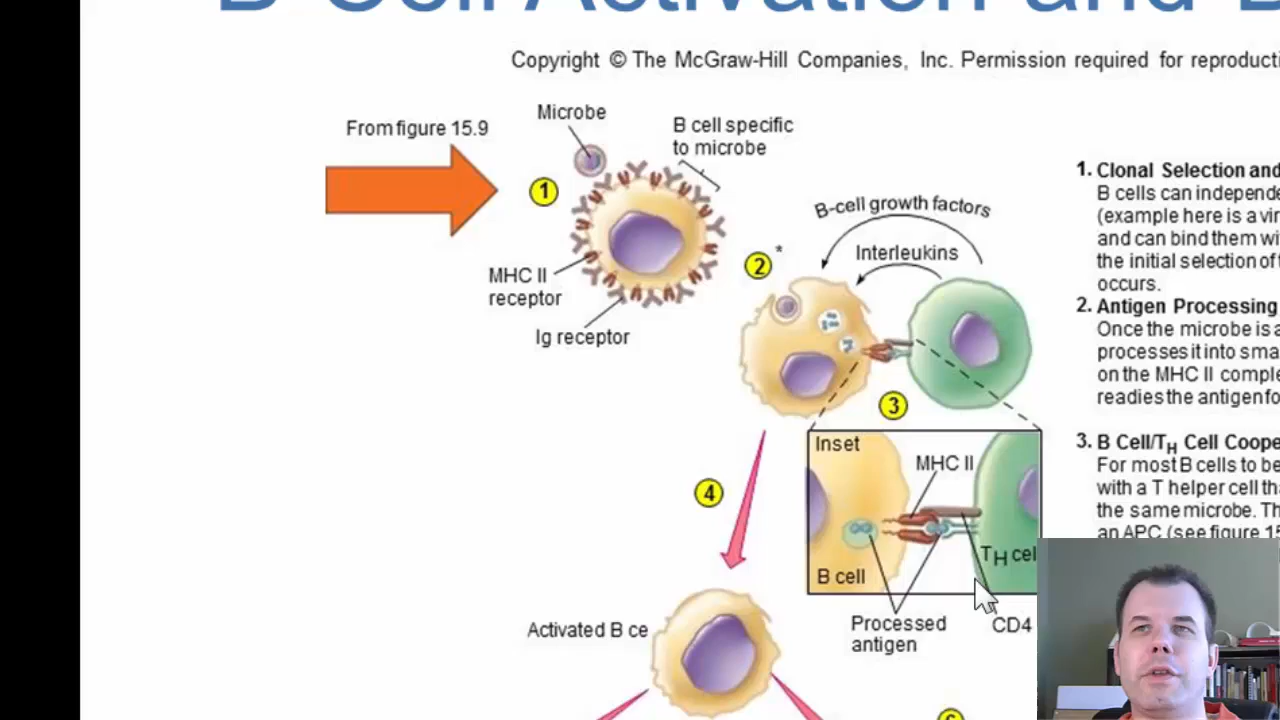 B Cell Activation and
Copyright © The McGraw-Hill Companies, Inc. Permission required for reproducti
Microbe
From figure 15.9
B cell specific
to microbe
1
MHC II
receptor
Ig receptor
B-cell growth factors
Interleukins
2 *
3
Inset
MHC II
TH cel
B cell
Processed
antigen
CD4
4
Activated B ce
1. Clonal Selection and
B cells can independe
(example here is a vir
and can bind them wi
the initial selection of
occurs.
2. Antigen Processing
Once the microbe is a
processes it into sma
on the MHC II comple
readies the antigen fo
3. B Cell/TH Cell Coope
For most B cells to be
with a T helper cell tha
the same microbe. Th
an APC (see figure 15